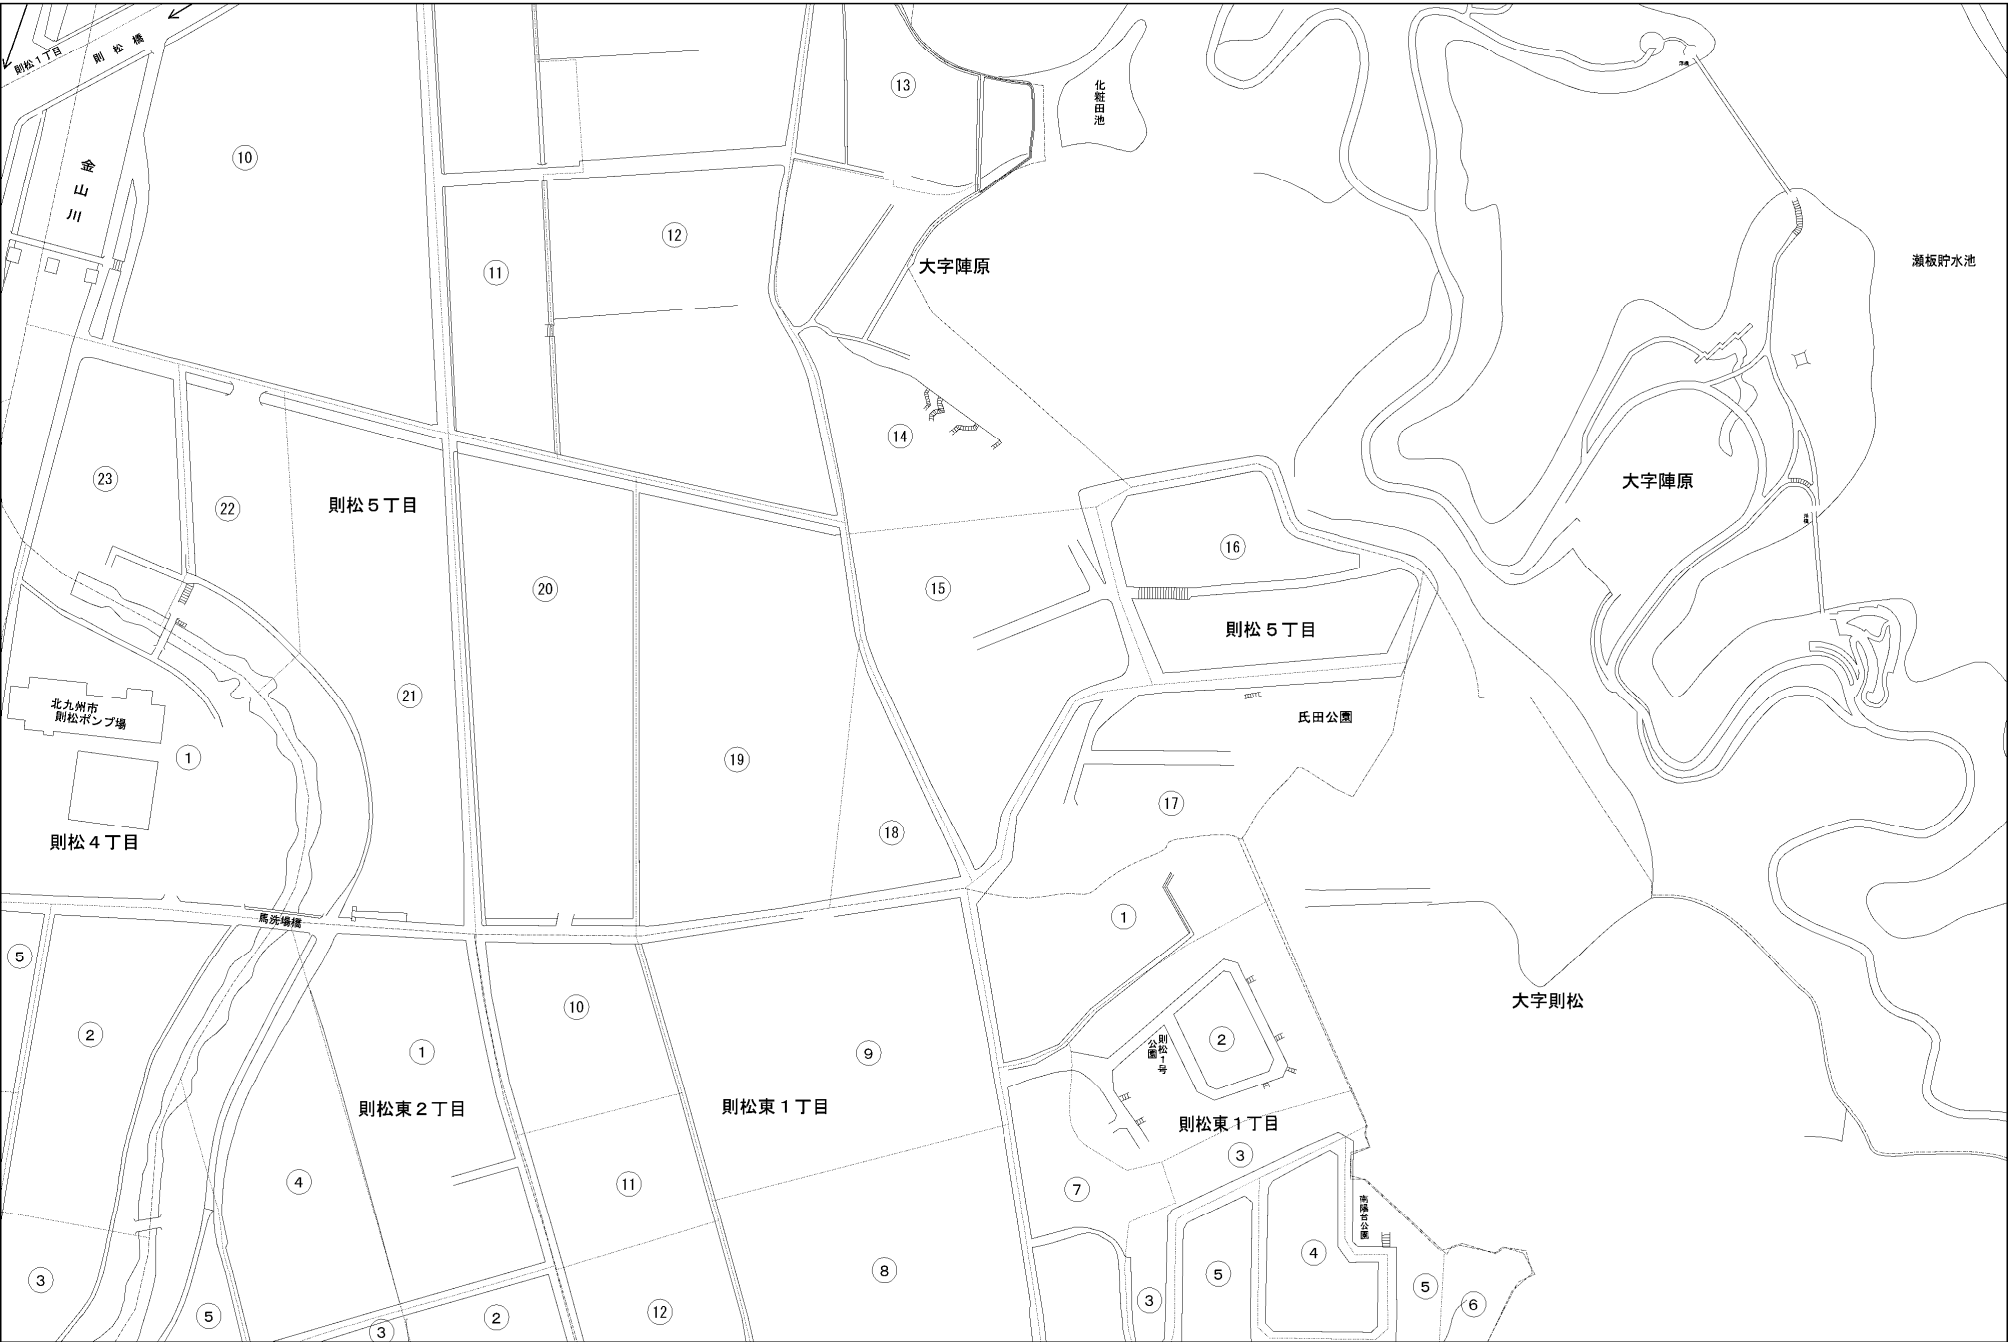 則松1丁目
則松橋
金山川
⑩
⑬
化粧田池
⑫
⑪
大字陣原
瀬板貯水池
⑭
㉓
㉒
則松5丁目
大字陣原
⑯
⑮
⑳
則松5丁目
㉑
北九州市
則松ポンプ場
氏田公園
①
⑲
⑰
⑱
則松4丁目
馬洗場橋
①
⑤
⑩
大字則松
②
①
⑨
②
則松1号
公園
則松東2丁目
則松東1丁目
則松東1丁目
③
④
⑪
⑦
南陽台公園
③
⑧
④
⑤
⑤
③
⑥
⑤
②
⑫
③